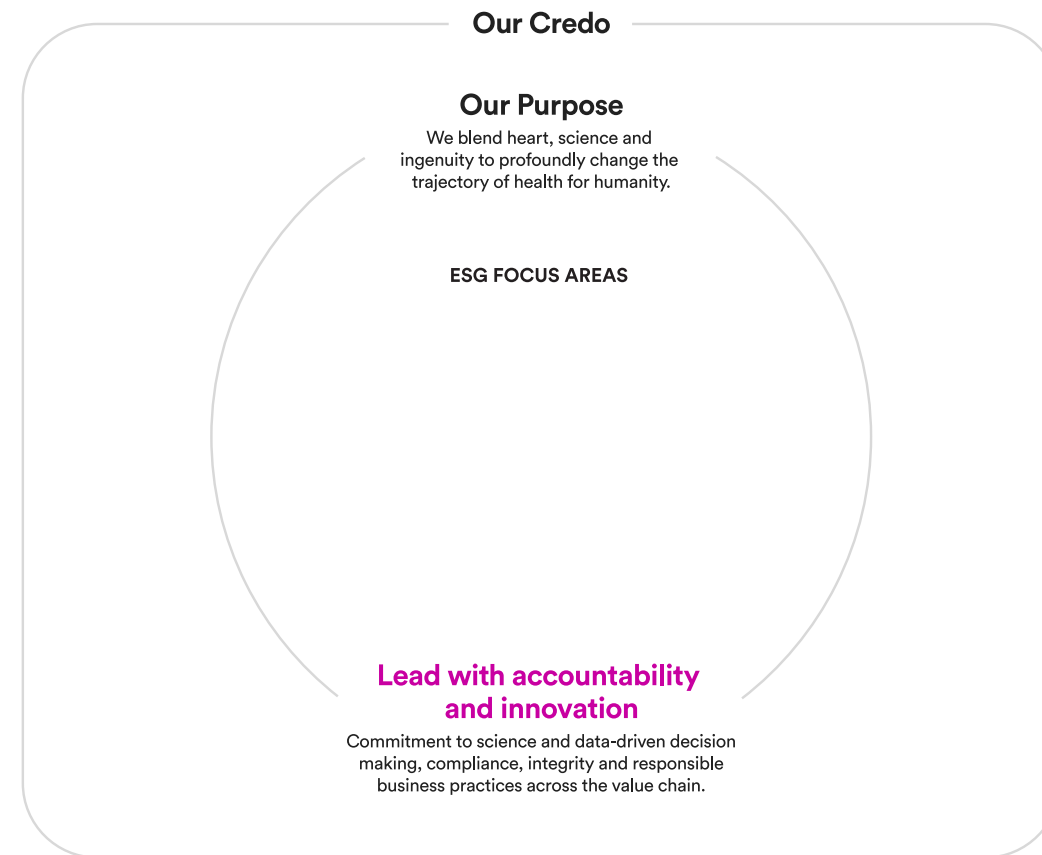 Our Credo
Our Purpose
We blend heart, science and
ingenuity to profoundly change the
trajectory of health for humanity.
ESG FOCUS AREAS
Lead with accountability
and innovation
Commitment to science and data-driven decision
making, compliance, integrity and responsible
business practices across the value chain.